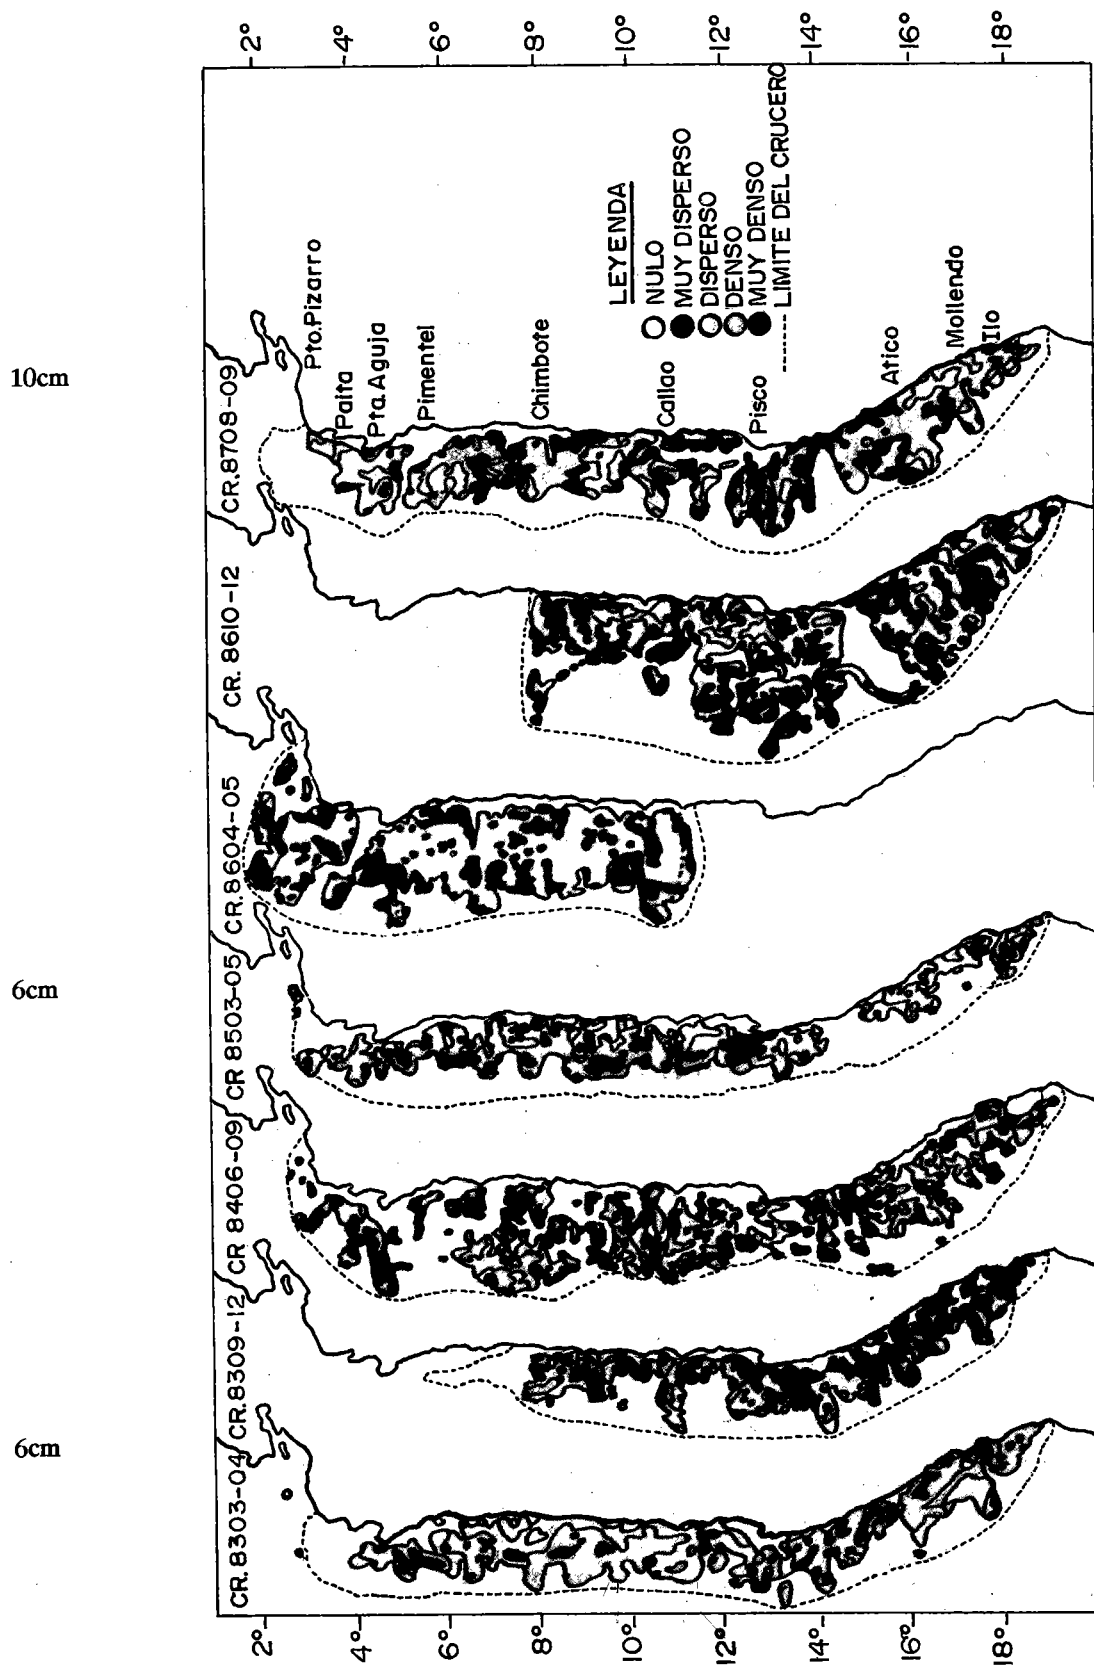 10cm
6cm
6cm
2°
4°
6°
8°
10°
12°
14°
16°
18°
CR.8708-09
CR. 8610-12
CR.8604-05
CR 8503-05
CR 8406-09
CR.8309-12
CR.8303-04
Pto.Pizarro
Paita
Pta.Aguja
Pimentel
Chimbote
Callao
Pisco
Atico
Mollendo
Ilo
LEYENDA
NULO
MUY DISPERSO
DISPERSO
DENSO
MUY DENSO
LIMITE DEL CRUCERO
2°
4°
6°
8°
10°
12°
14°
16°
18°